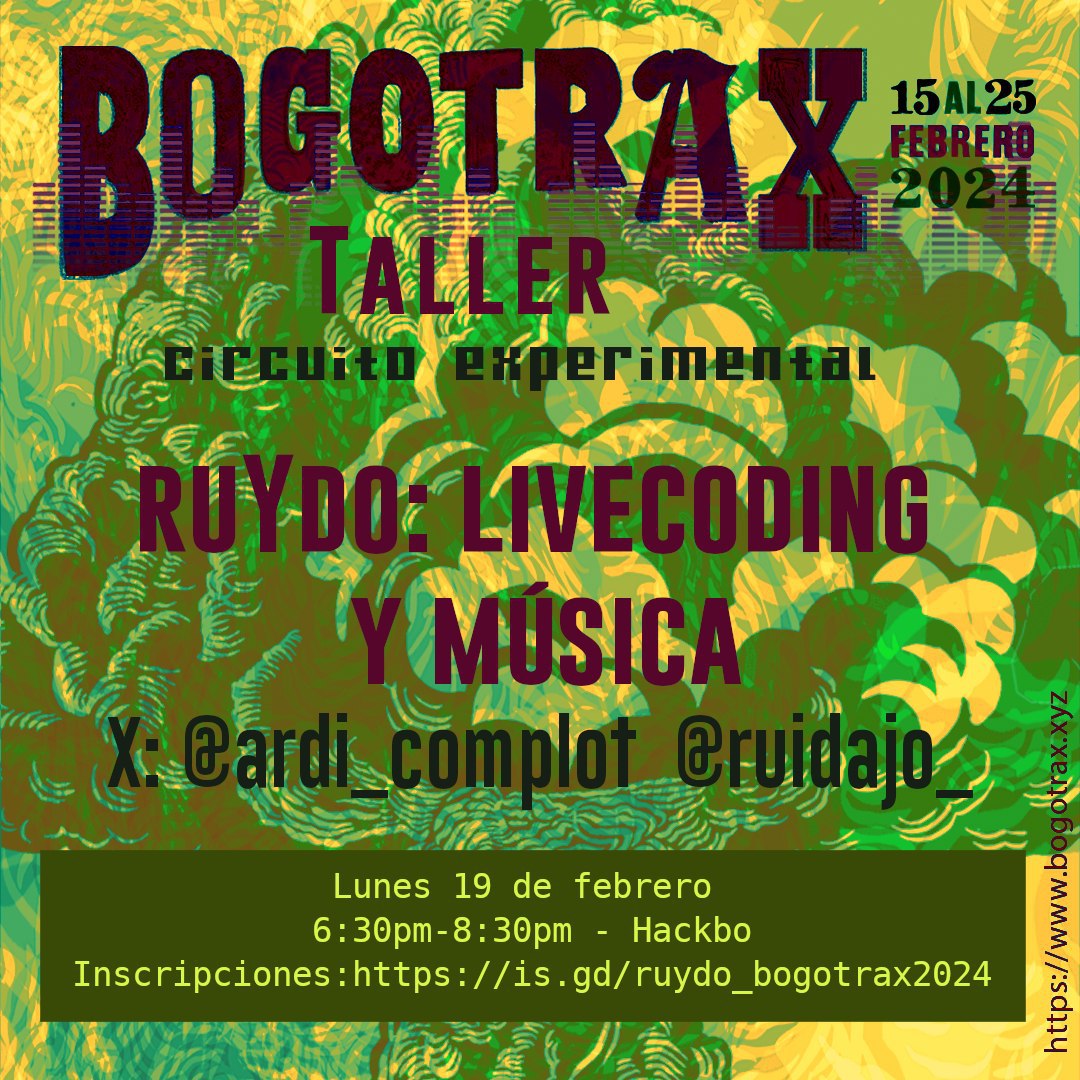 BOGOTRAX
15 AL 25
FEBRERO
2024
TALLER
circuito experimental
RUYDO: LIVECODING
Y MÚSICA
X: @ardi_complot @ruidajo_
Lunes 19 de febrero
6:30pm-8:30pm - Hackbo
Inscripciones:https://is.gd/ruydo_bogotrax2024
https://www.bogotrax.xyz